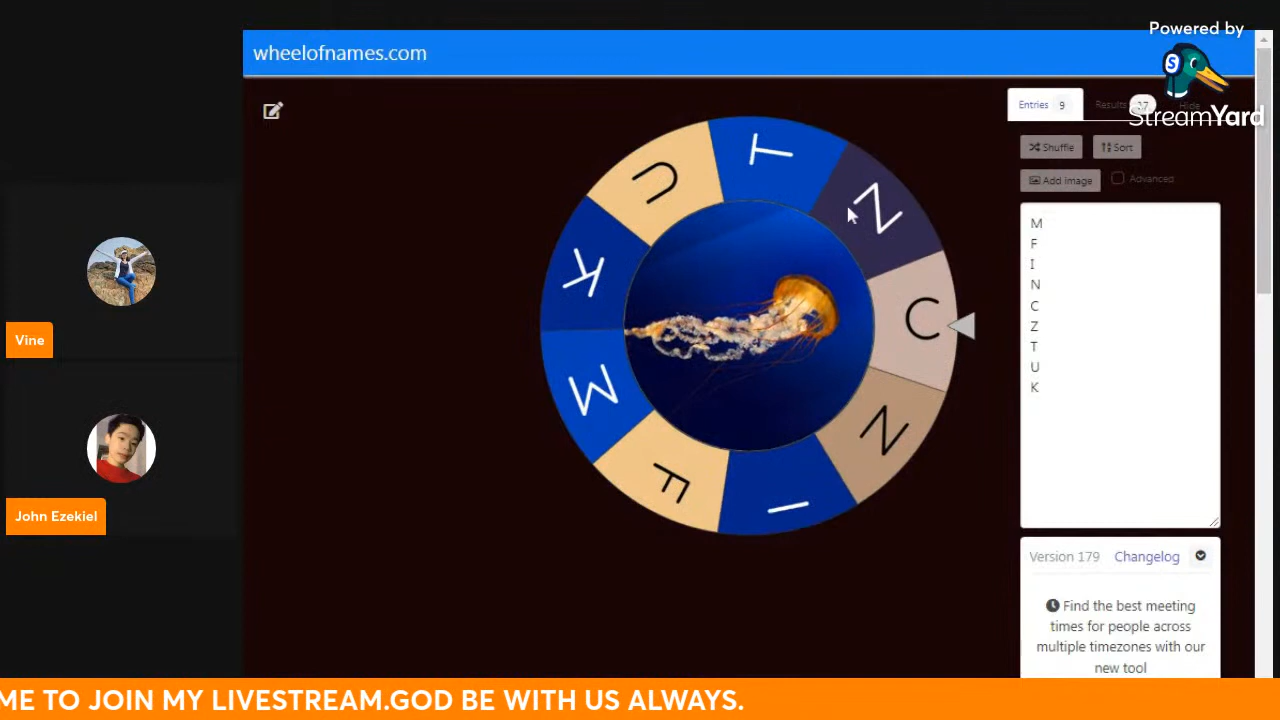 Powered by
StreamYard
wheelofnames.com
Entries 9
Results 37
Hide
Shuffle
Sort
Add image
Advanced
M
F
I
N
C
Z
T
U
K
T
Z
C
N
I
F
M
K
U
Vine
John Ezekiel
Version 179 Changelog
Find the best meeting
times for people across
multiple timezones with our
new tool
ME TO JOIN MY LIVESTREAM.GOD BE WITH US ALWAYS.